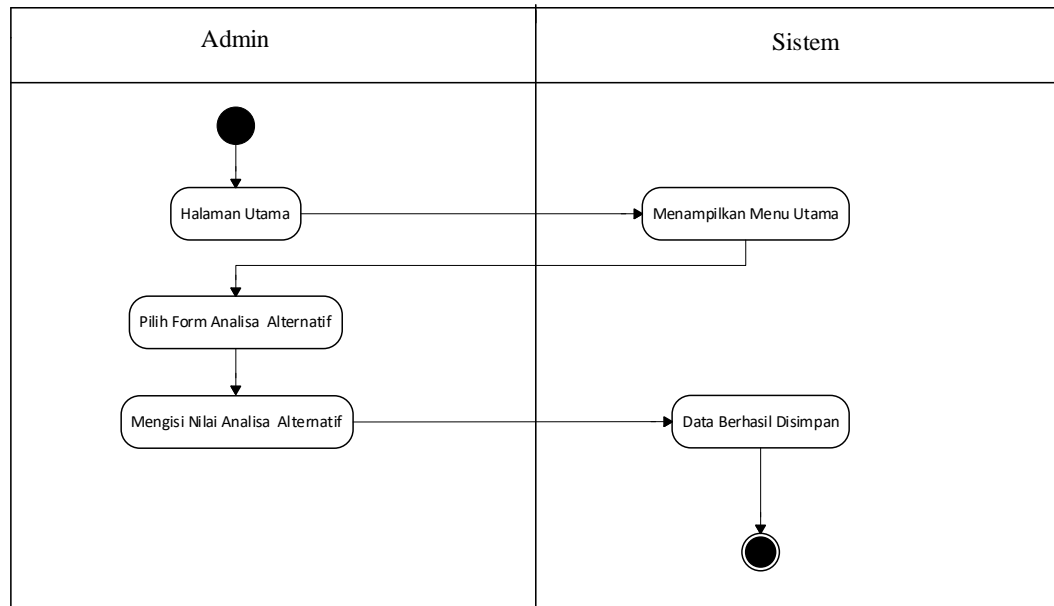 Admin
Sistem
Halaman Utama
Menampilkan Menu Utama
Pilih Form Analisa Alternatif
Mengisi Nilai Analisa Alternatif
Data Berhasil Disimpan